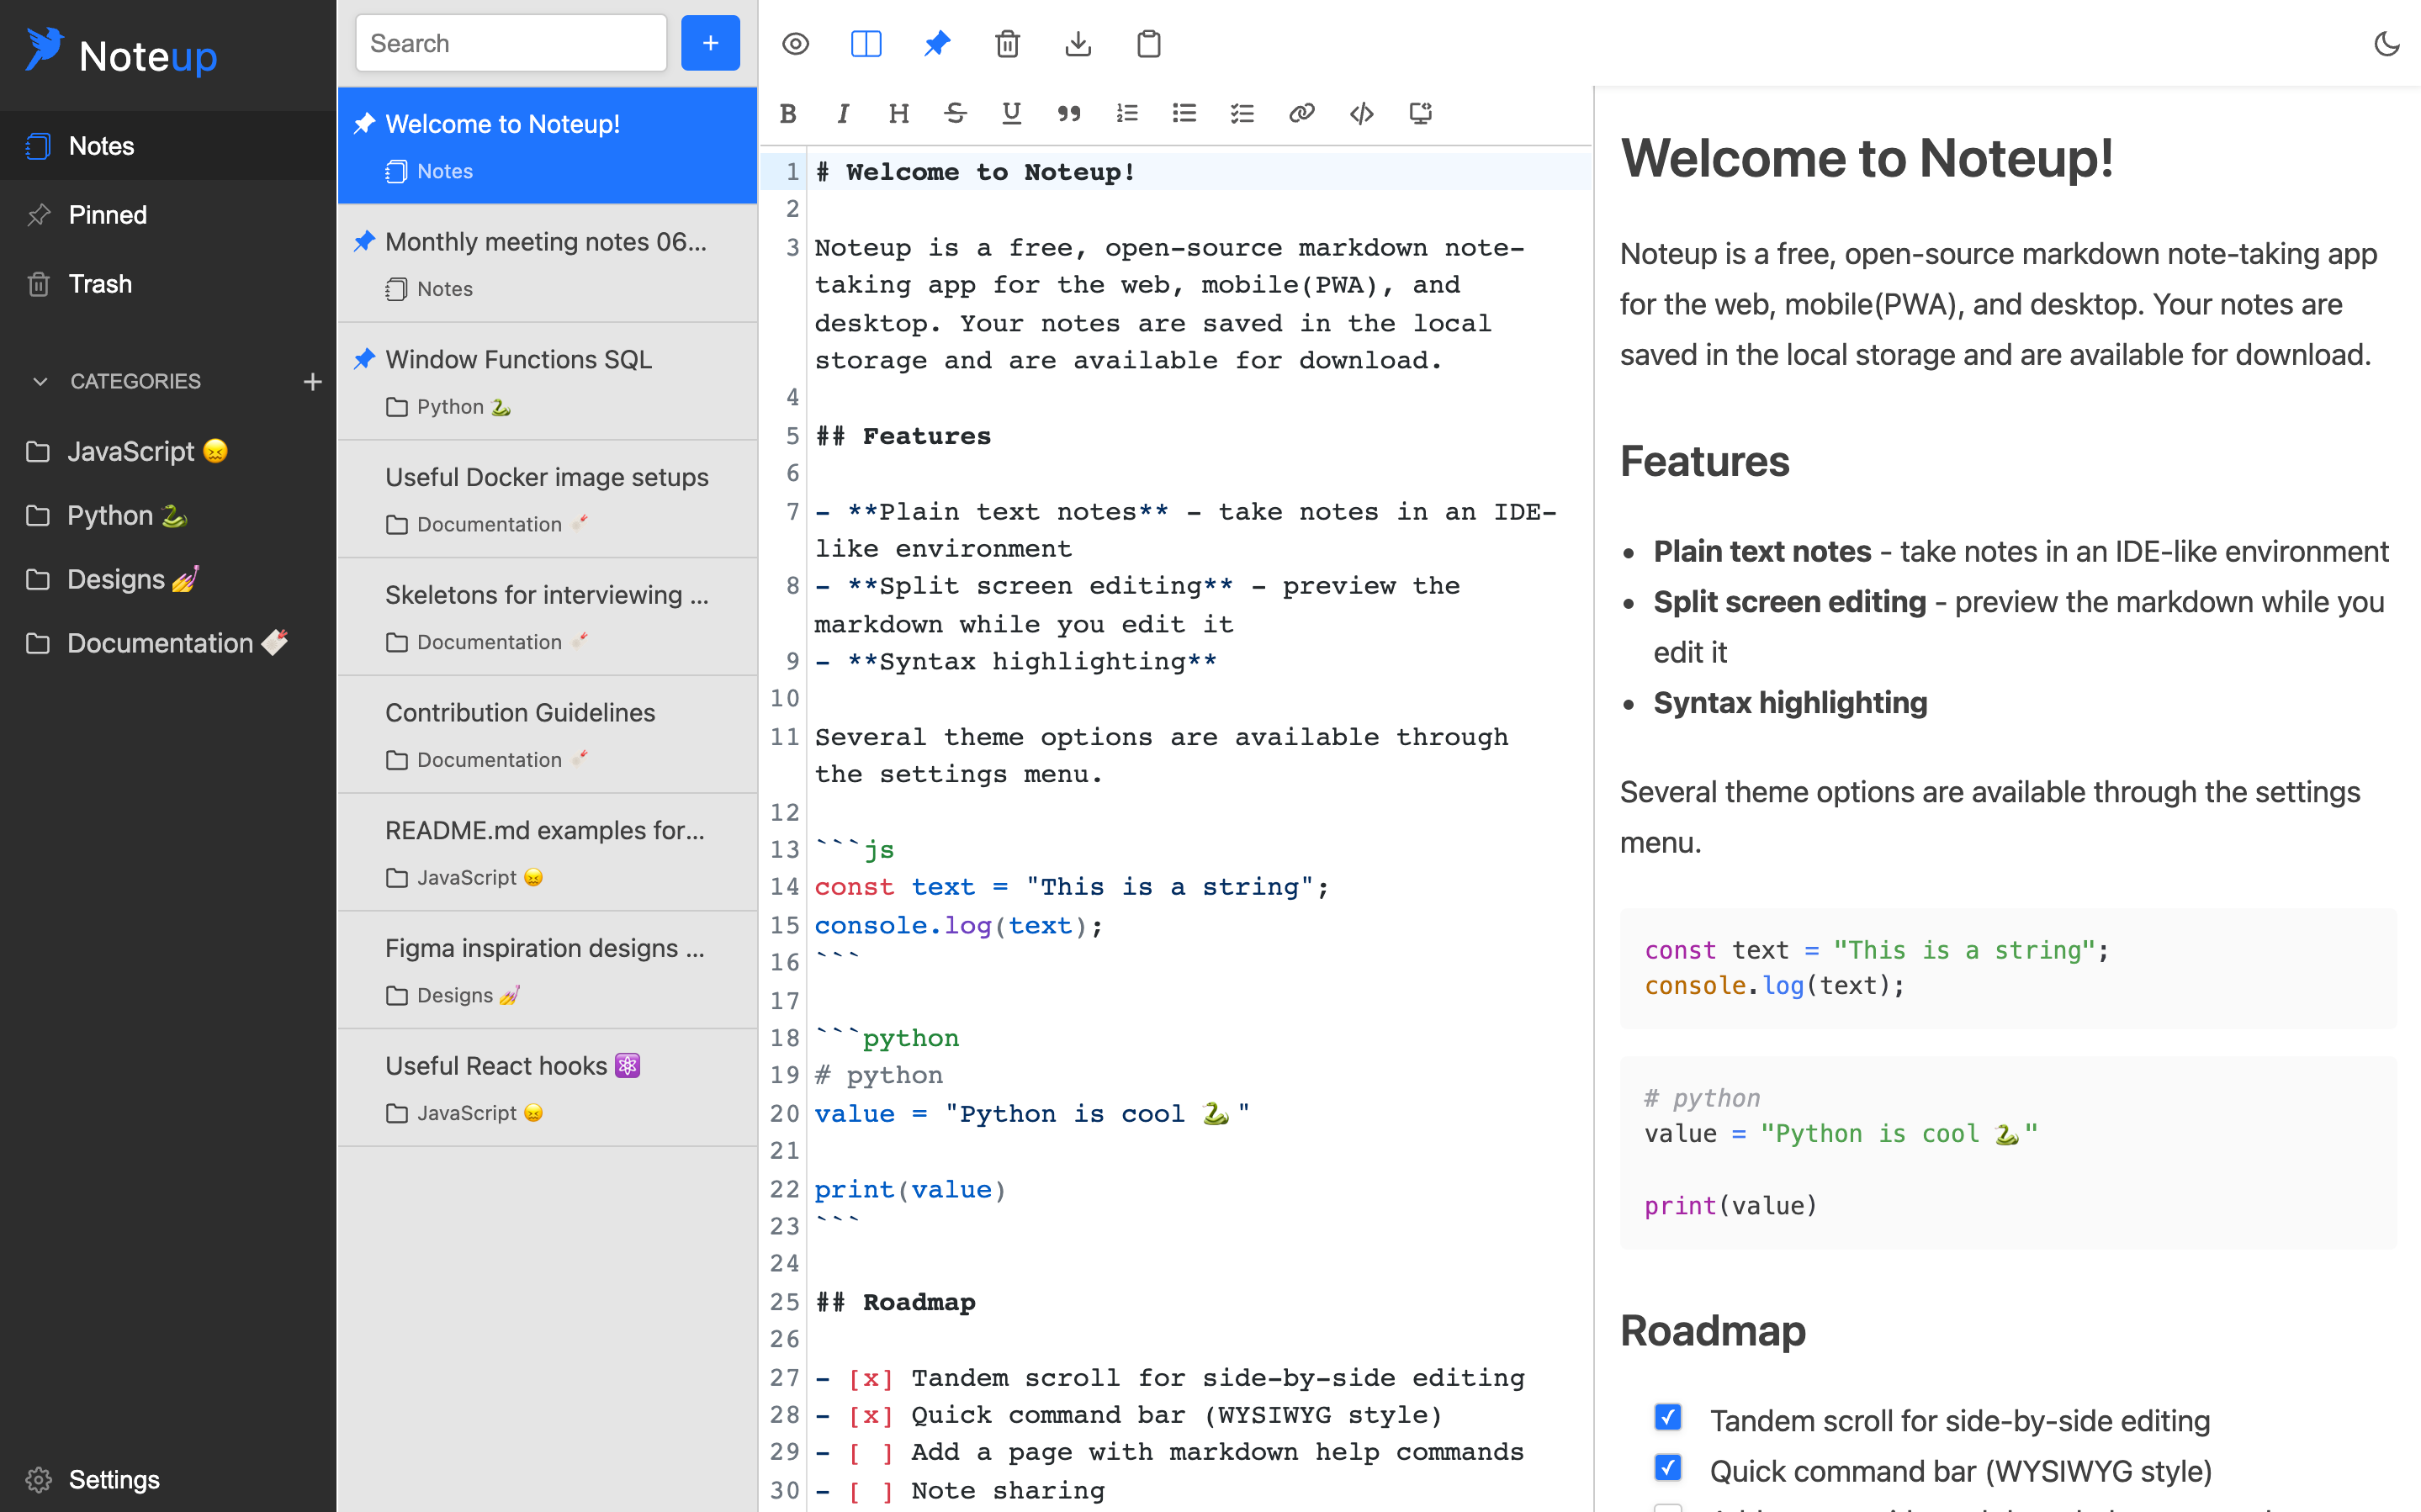 Noteup
Notes
Pinned
Trash
CATEGORIES
JavaScript 😖
Python 🐍
Designs 💅
Documentation
Settings
Search
+
Welcome to Noteup!
Notes
Monthly meeting notes 06...
Notes
Window Functions SQL
Python 🐍
Useful Docker image setups
Documentation
Skeletons for interviewing ...
Documentation
Contribution Guidelines
Documentation
README.md examples for...
JavaScript 😖
Figma inspiration designs ...
Designs 💅
Useful React hooks ⚛️
JavaScript 😖
B I H S U
1 # Welcome to Noteup!
2
3 Noteup is a free, open-source markdown note-
taking app for the web, mobile(PWA), and
desktop. Your notes are saved in the local
storage and are available for download.
4
5 ## Features
6
7 - **Plain text notes** - take notes in an IDE-
like environment
8 - **Split screen editing** - preview the
markdown while you edit it
9 - **Syntax highlighting**
10
11 Several theme options are available through
the settings menu.
12
13 ```js
14 const text = "This is a string";
15 console.log(text);
16 ```
17
18 ```python
19 # python
20 value = "Python is cool 🐍"
21
22 print(value)
23 ```
24
25 ## Roadmap
26
27 - [x] Tandem scroll for side-by-side editing
28 - [x] Quick command bar (WYSIWYG style)
29 - [ ] Add a page with markdown help commands
30 - [ ] Note sharing
Welcome to Noteup!
Noteup is a free, open-source markdown note-taking app
for the web, mobile(PWA), and desktop. Your notes are
saved in the local storage and are available for download.
Features
• Plain text notes - take notes in an IDE-like environment
• Split screen editing - preview the markdown while you
edit it
• Syntax highlighting
Several theme options are available through the settings
menu.
const text = "This is a string";
console.log(text);
# python
value = "Python is cool 🐍"
print(value)
Roadmap
Tandem scroll for side-by-side editing
Quick command bar (WYSIWYG style)